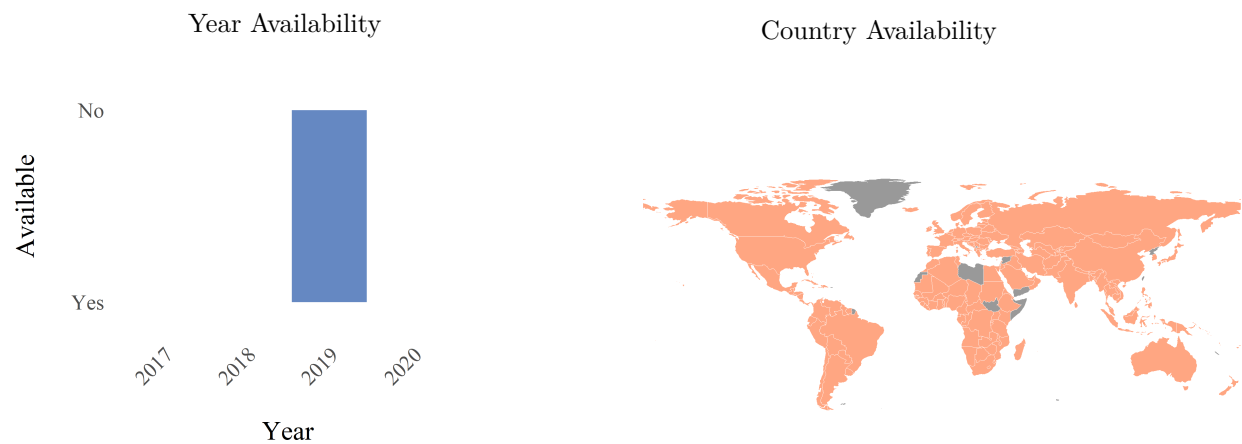 Year Availability
No
Available
Yes
2017
2018
2019
2020
Year
Country Availability